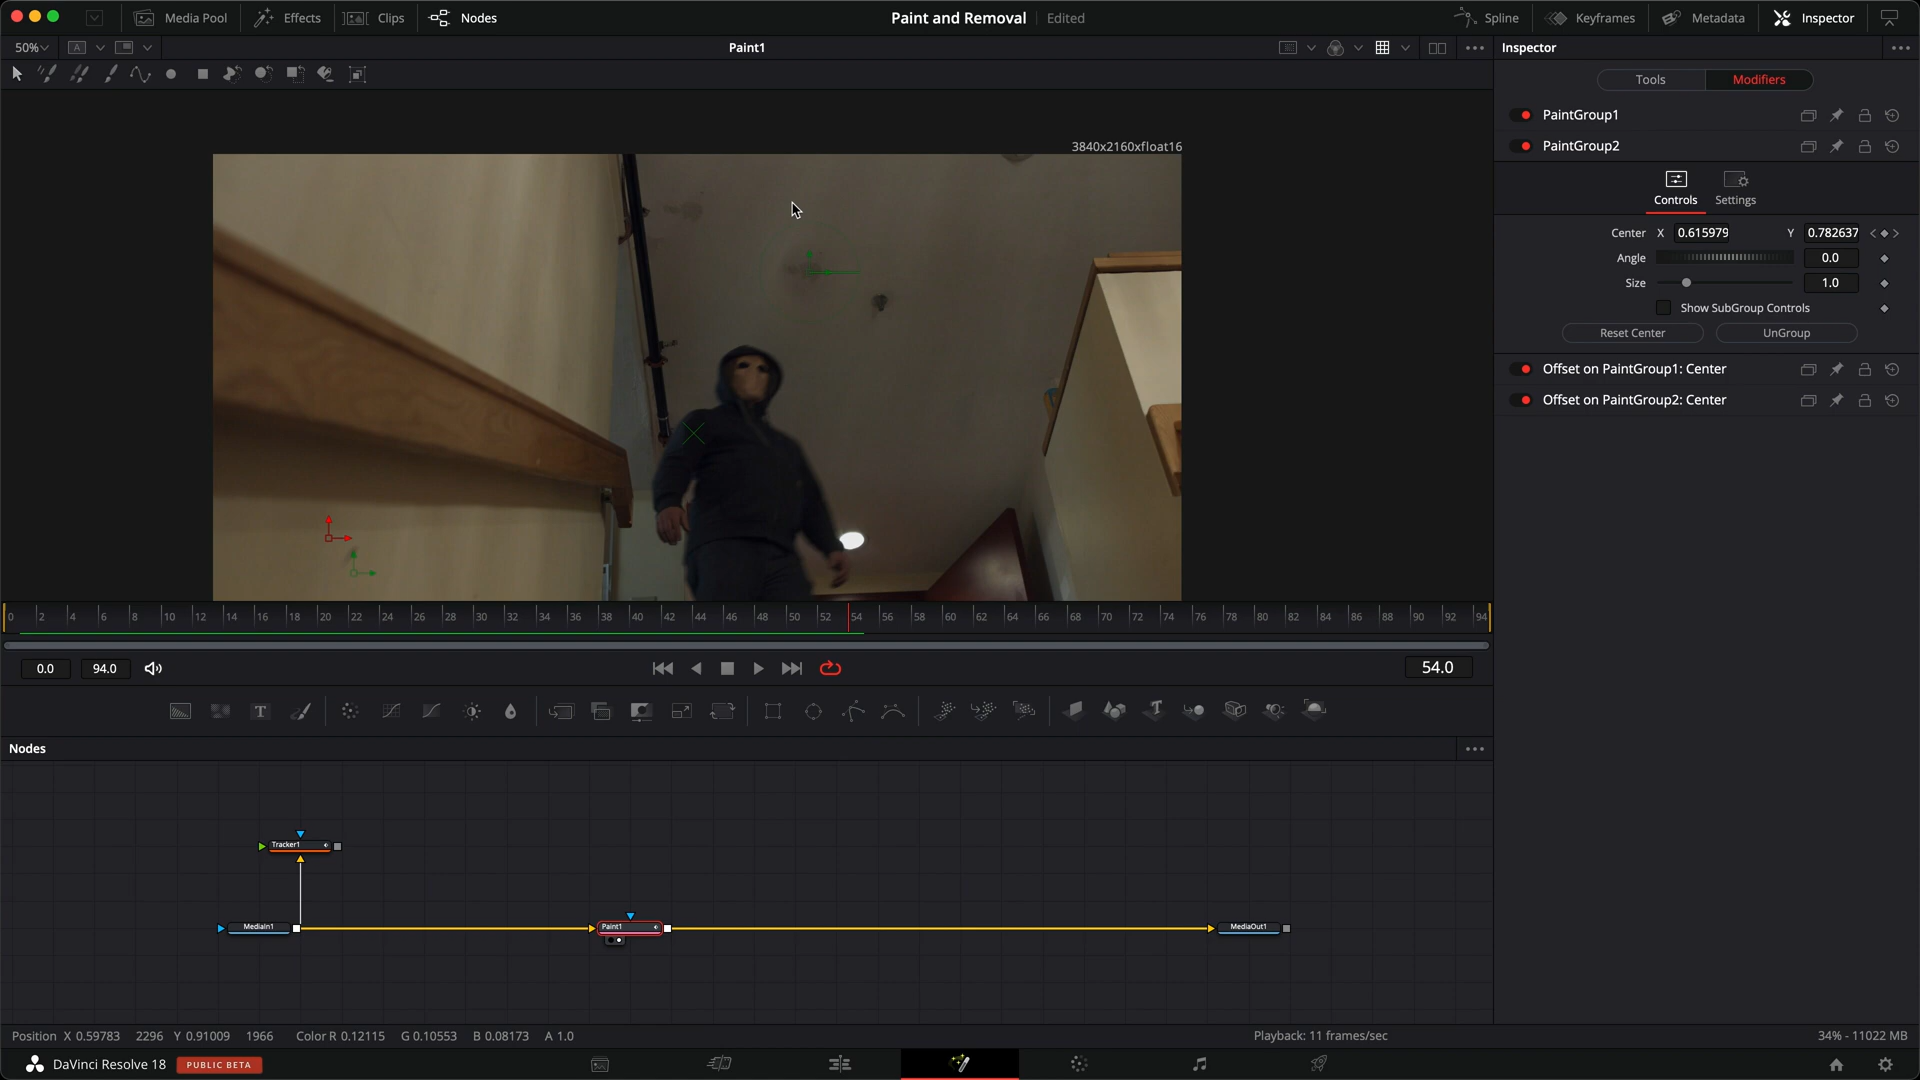 Media Pool Effects Clips Nodes Paint and Removal Edited Spline Keyframes Metadata Inspector
50% A Paint1 Inspector
Tools Modifiers
PaintGroup1
3840x2160xfloat16 PaintGroup2
Controls Settings
Center X 0.615979 Y 0.782637
Angle 0.0
Size 1.0
Show SubGroup Controls
Reset Center UnGroup
Offset on PaintGroup1: Center
Offset on PaintGroup2: Center
0 2 4 6 8 10 12 14 16 18 20 22 24 26 28 30 32 34 36 38 40 42 44 46 48 50 52 54 56 58 60 62 64 66 68 70 72 74 76 78 80 82 84 86 88 90 92 94
0.0 94.0 54.0
T
Nodes
Tracker1
MediaIn1 Paint1 MediaOut1
Position X 0.59783 2296 Y 0.91009 1966 Color R 0.12115 G 0.10553 B 0.08173 A 1.0 Playback: 11 frames/sec 34% - 11022 MB
DaVinci Resolve 18 PUBLIC BETA